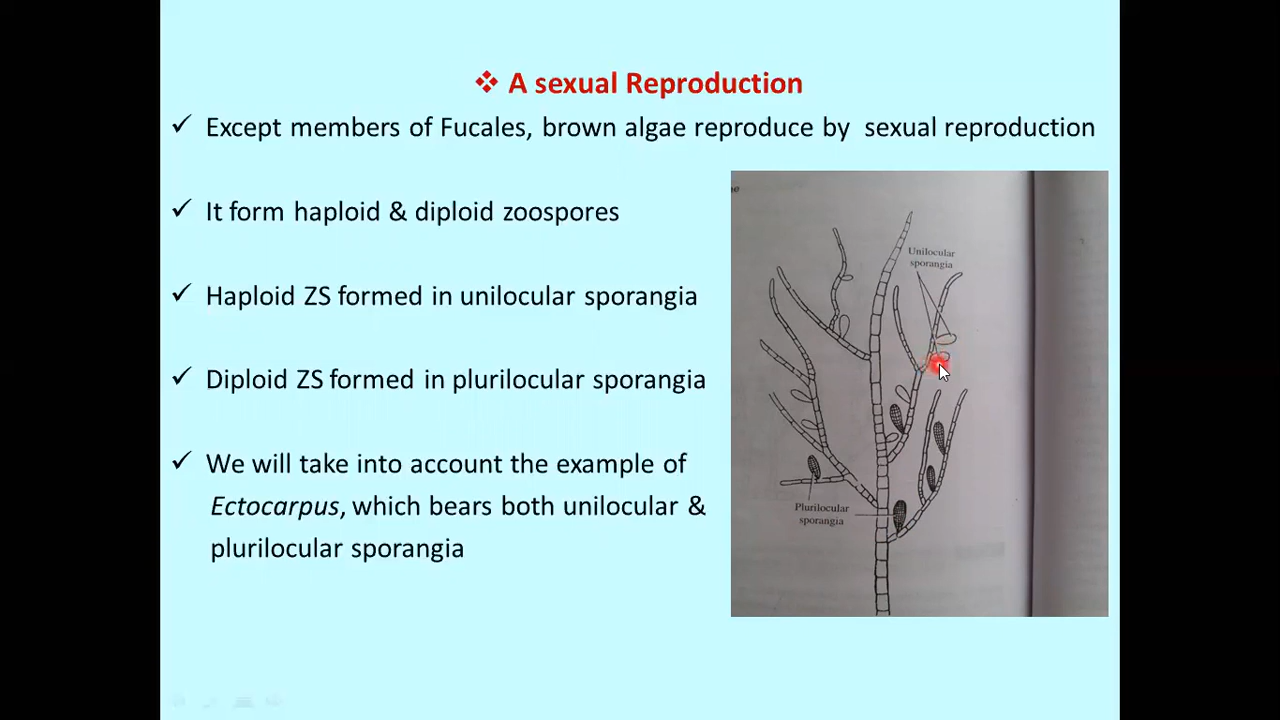 A sexual Reproduction
Except members of Fucales, brown algae reproduce by sexual reproduction
It form haploid & diploid zoospores
Haploid ZS formed in unilocular sporangia
Diploid ZS formed in plurilocular sporangia
We will take into account the example of
Ectocarpus, which bears both unilocular &
plurilocular sporangia
Unilocular
sporangia
Plurilocular
sporangia